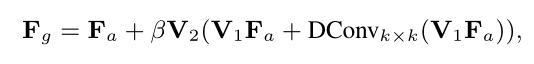 F_g = F_a + βV_2(V_1F_a + DConv_{k×k}(V_1F_a)),